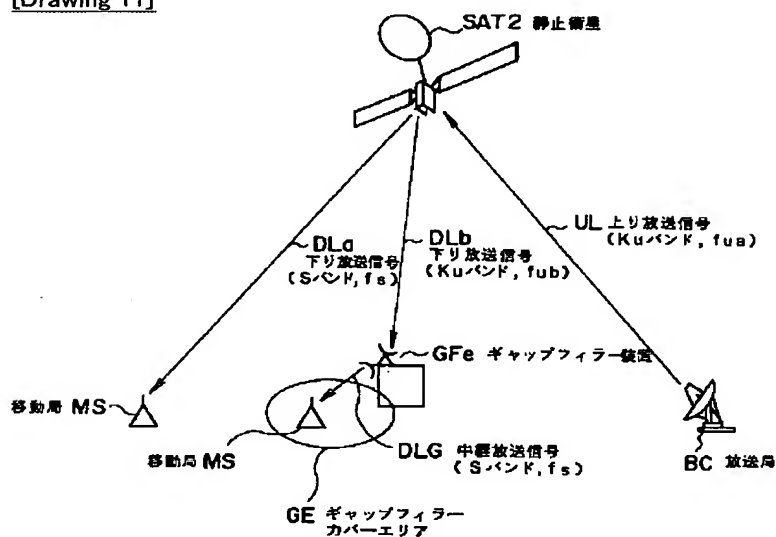 [Drawing 11]
SAT2 静止衛星
UL 上り放送信号
(Kuバンド, fua)
DLa
下り放送信号
(Sバンド, fs)
DLb
下り放送信号
(Kuバンド, fub)
GFe ギャップフィラー装置
移動局 MS
移動局 MS
DLG 中継放送信号
(Sバンド, fs)
BC 放送局
GE ギャップフィラー
カバーエリア